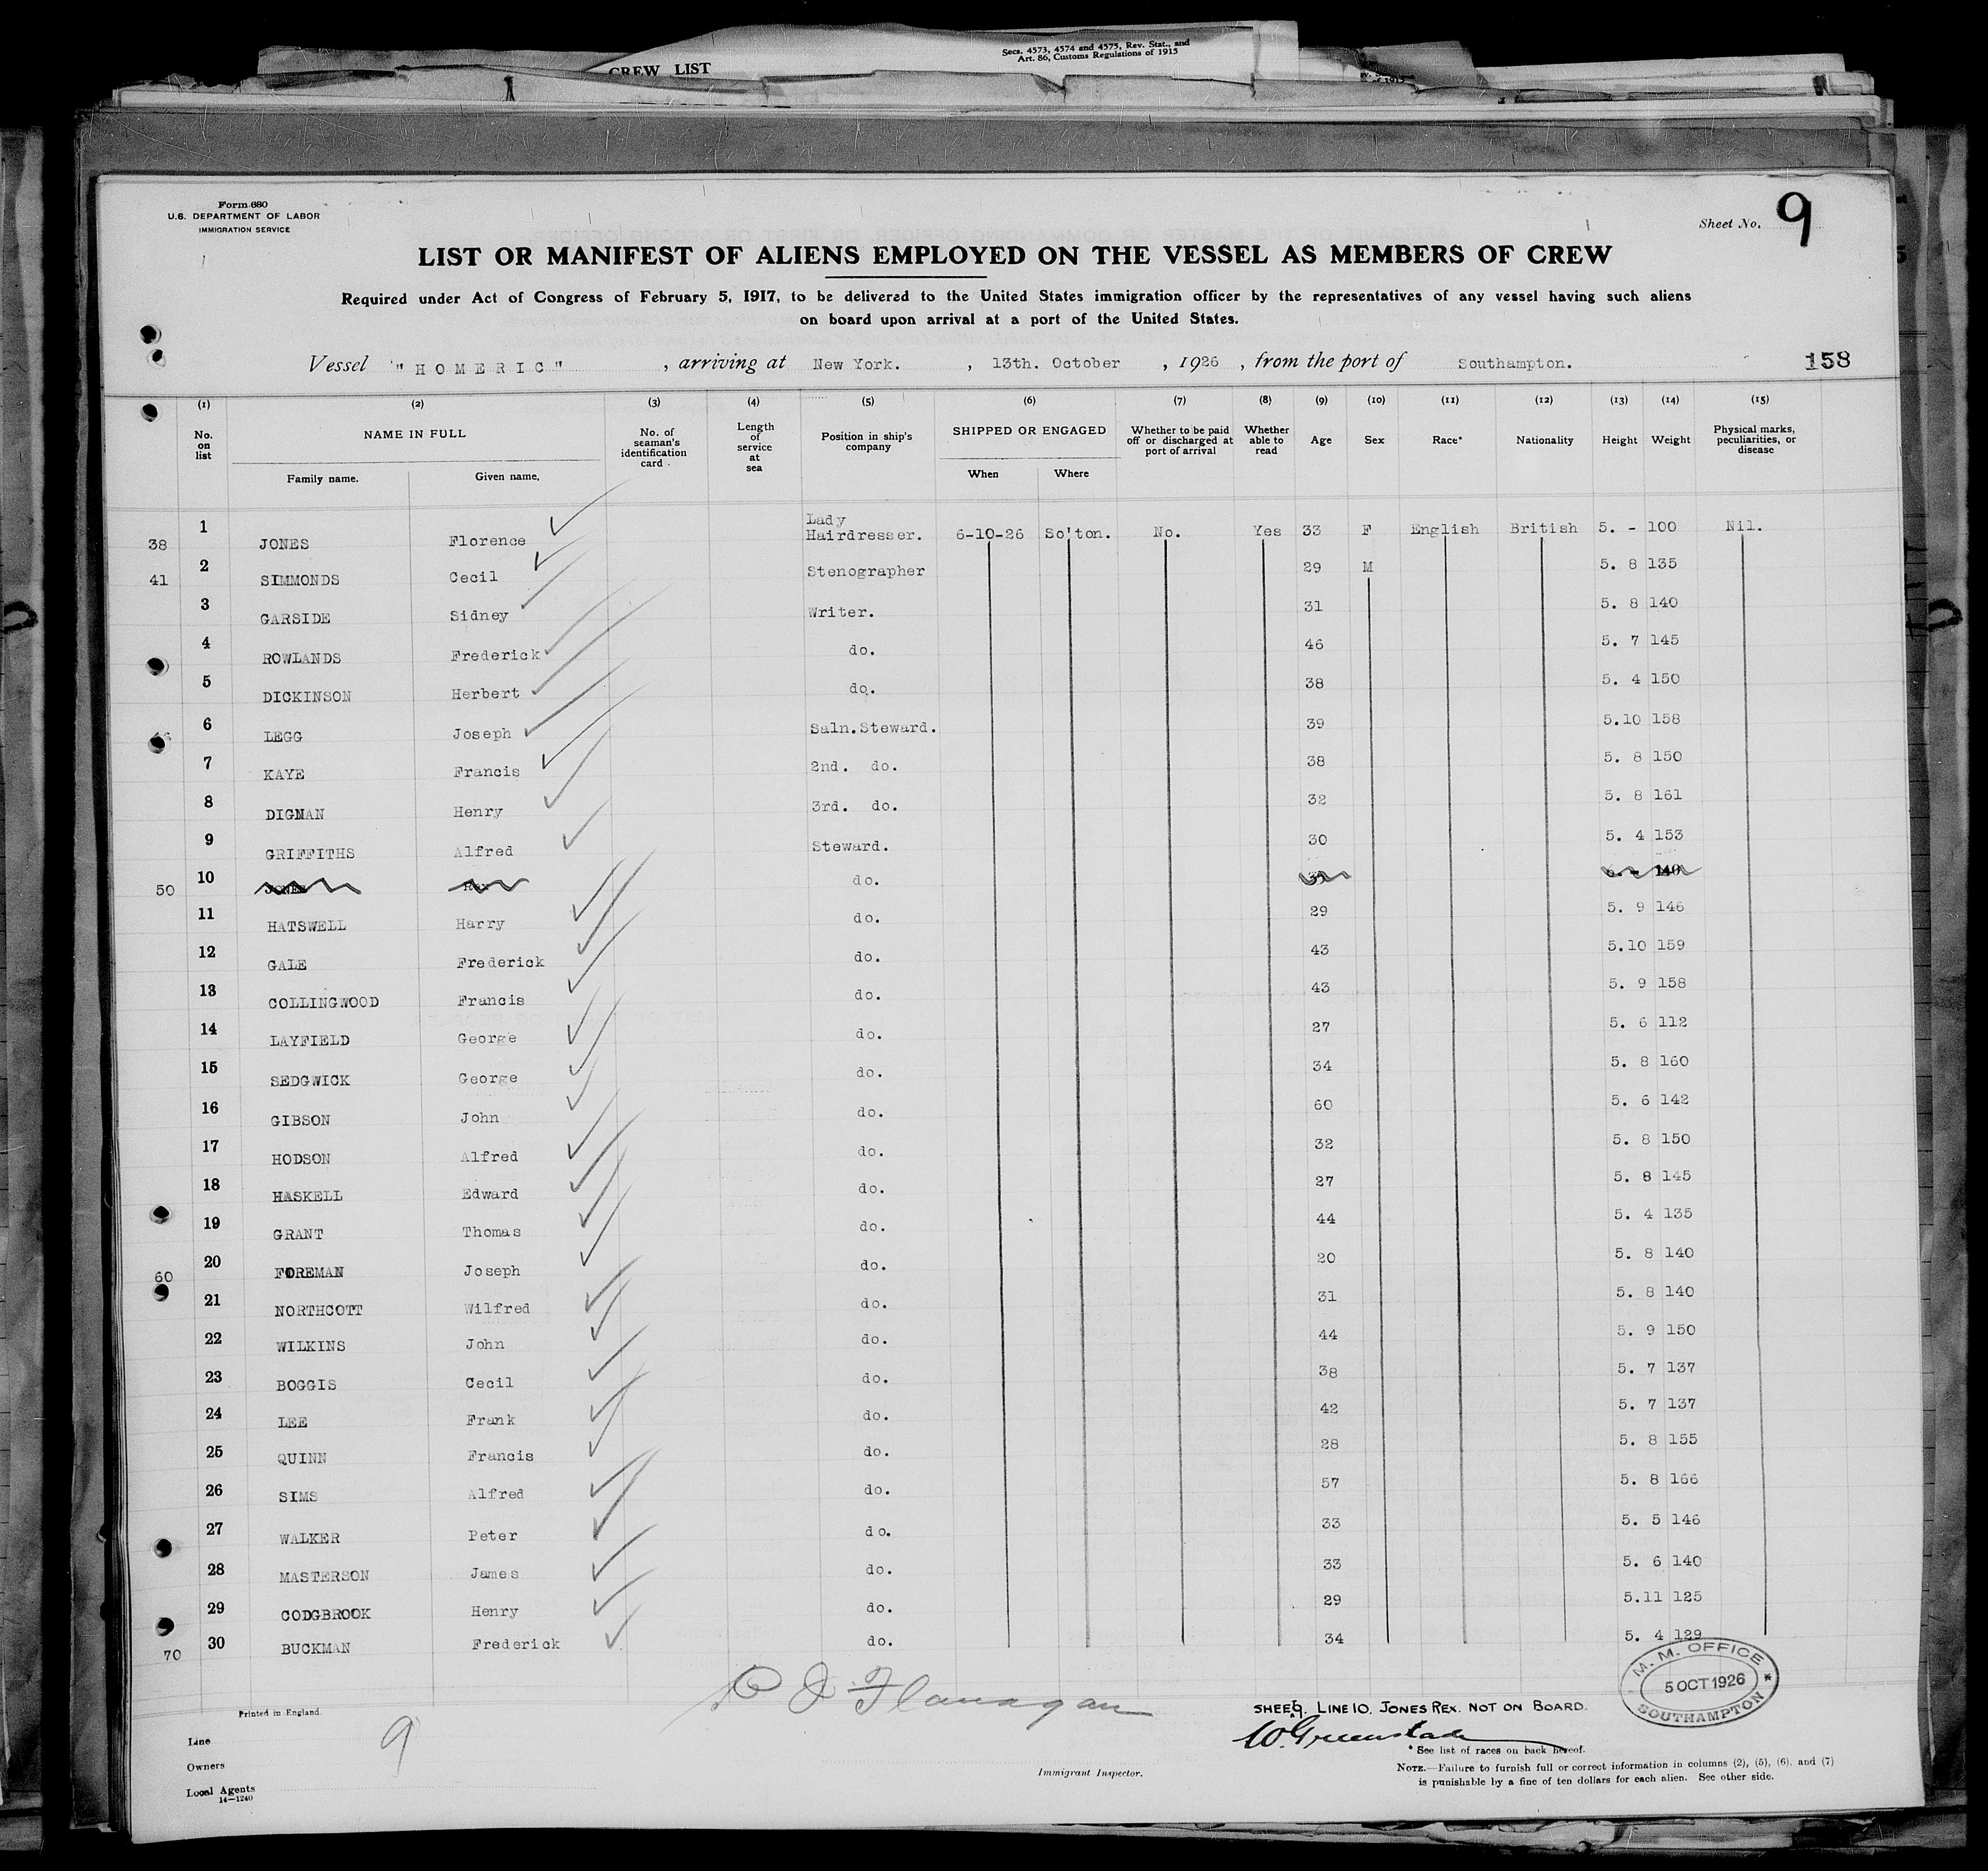 CREW LIST
Secs. 4573, 4574 and 4575, Rev. Stat., and
Art. 86, Customs Regulations of 1915
Form 680
U.S. DEPARTMENT OF LABOR
IMMIGRATION SERVICE
Sheet No. 9
LIST OR MANIFEST OF ALIENS EMPLOYED ON THE VESSEL AS MEMBERS OF CREW
Required under Act of Congress of February 5, 1917, to be delivered to the United States immigration officer by the representatives of any vessel having such aliens
on board upon arrival at a port of the United States.
Vessel "HOMERIC", arriving at New York., 13th. October, 1926, from the port of Southampton. 158
(1) (2) (3) (4) (5) (6) (7) (8) (9) (10) (11) (12) (13) (14) (15)
No. on list NAME IN FULL Family name. Given name. No. of seaman's identification card. Length of service at sea Position in ship's company SHIPPED OR ENGAGED When Where Whether to be paid off or discharged at port of arrival Whether able to read Age Sex Race* Nationality Height Weight Physical marks, peculiarities, or disease
38 1 JONES Florence Lady Hairdresser. 6-10-26 So'ton. No. Yes 33 F English British 5. - 100 Nil.
41 2 SIMMONDS Cecil Stenographer 29 M 5. 8 135
3 GARSIDE Sidney Writer. 31 5. 8 140
4 ROWLANDS Frederick do. 46 5. 7 145
5 DICKINSON Herbert do. 38 5. 4 150
6 LEGG Joseph Saln.Steward. 39 5.10 158
7 KAYE Francis 2nd. do. 38 5. 8 150
8 DIGNAN Henry 3rd. do. 32 5. 8 161
9 GRIFFITHS Alfred Steward. 30 5. 4 153
50 10 JONES Rex do. 140
11 HATSWELL Harry do. 29 5. 9 146
12 GALE Frederick do. 43 5.10 159
13 COLLINGWOOD Francis do. 43 5. 9 158
14 LAYFIELD George do. 27 5. 6 112
15 SEDGWICK George do. 34 5. 8 160
16 GIBSON John do. 60 5. 6 142
17 HODSON Alfred do. 32 5. 8 150
18 HASKELL Edward do. 27 5. 8 145
19 GRANT Thomas do. 44 5. 4 135
60 20 FOREMAN Joseph do. 20 5. 8 140
21 NORTHCOTT Wilfred do. 31 5. 8 140
22 WILKINS John do. 44 5. 9 150
23 BOGGIS Cecil do. 38 5. 7 137
24 LEE Frank do. 42 5. 7 137
25 QUINN Francis do. 28 5. 8 155
26 SIMS Alfred do. 57 5. 8 166
27 WALKER Peter do. 33 5. 5 146
28 MASTERSON James do. 33 5. 6 140
29 CODGBROOK Henry do. 29 5.11 125
70 30 BUCKMAN Frederick do. 34 5. 4 129
Flanagan
M. M. OFFICE
5 OCT 1926
SOUTHAMPTON
SHEET 9. LINE 10. JONES REX. NOT ON BOARD.
Printed in England.
9
Line
Owners
Local Agents
14—1240
Immigrant Inspector.
* See list of races on back hereof.
NOTE.—Failure to furnish full or correct information in columns (2), (5), (6), and (7)
is punishable by a fine of ten dollars for each alien. See other side.